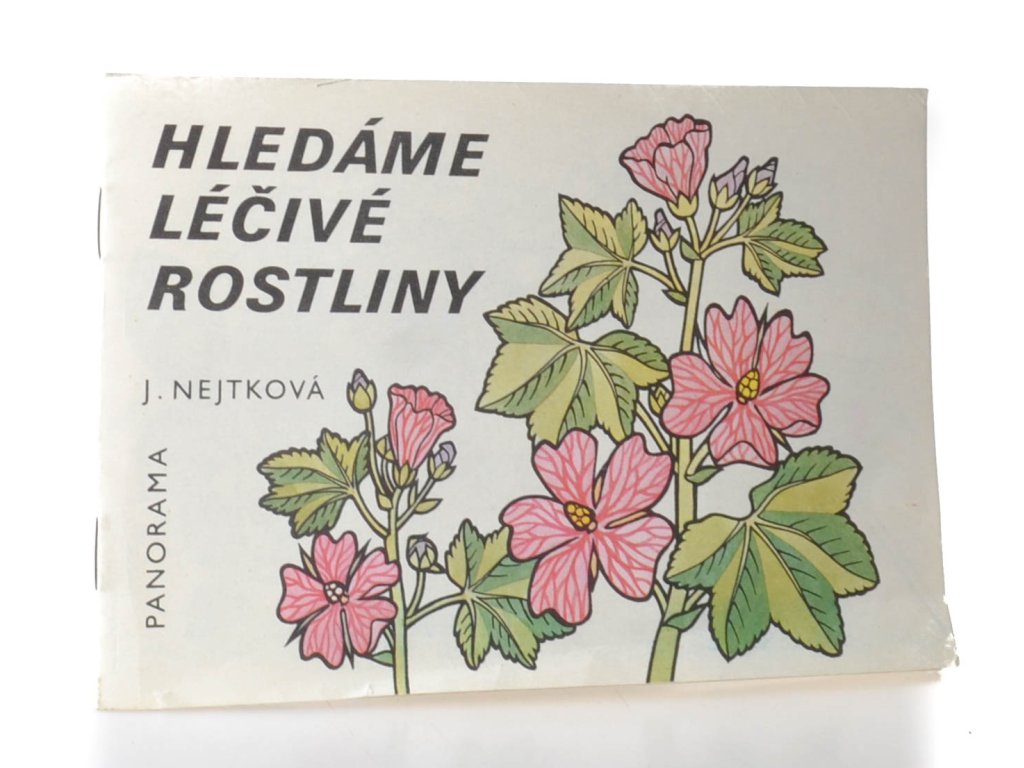 HLEDÁME
LÉČIVÉ
ROSTLINY
J. NEJTKOVÁ
PANORAMA